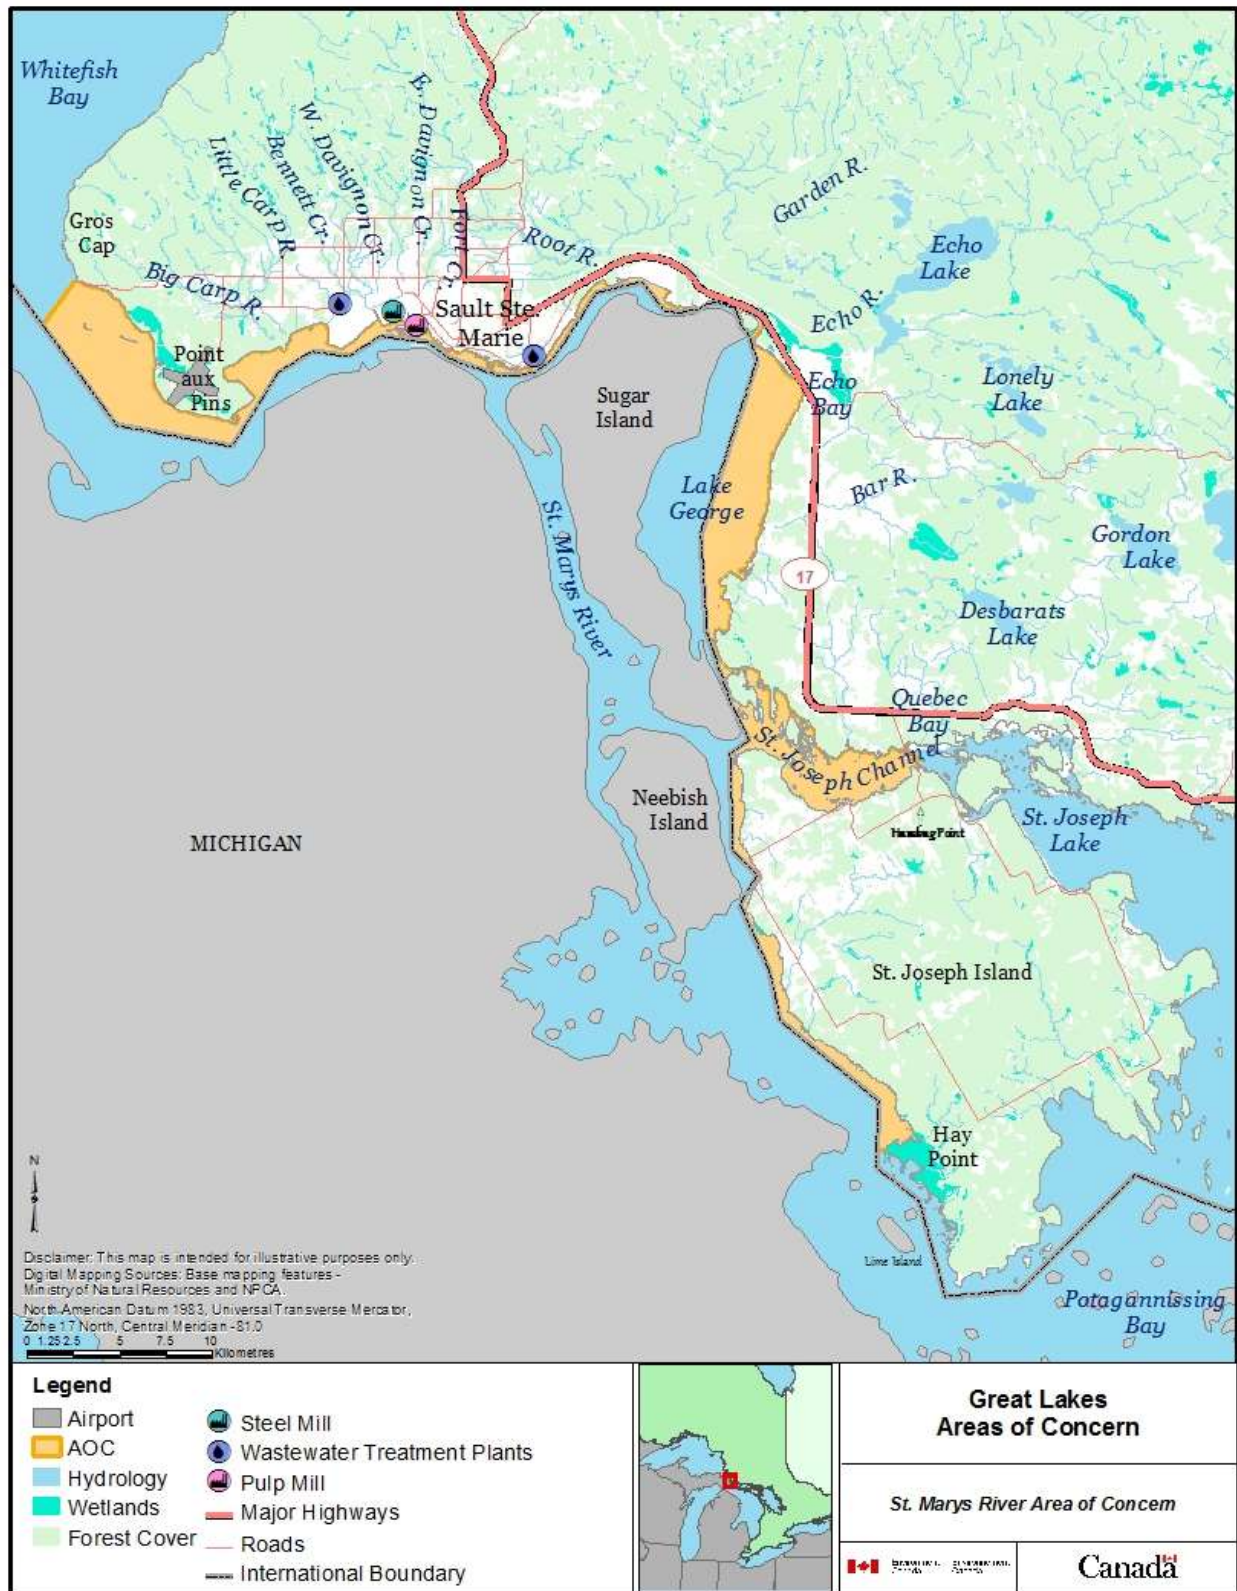 Whitefish
Bay
Gros
Cap
Big Carp R.
Little Carp R.
Bennett Cr.
W. Davignon Cr.
E. Davignon Cr.
Fort Cr.
Root R.
Garden R.
Echo
Lake
Echo R.
Sault Ste.
Marie
Point
aux
Pins
Sugar
Island
Echo
Bay
Lonely
Lake
Lake
George
Bar R.
Gordon
Lake
St. Marys River
17
Desbarats
Lake
Quebec
Bay
St. Joseph Channel
Neebish
Island
St. Joseph
Lake
MICHIGAN
St. Joseph Island
Hay
Point
Lime Island
Potagannissing
Bay
N
Disclaimer: This map is intended for illustrative purposes only.
Digital Mapping Sources: Base mapping features -
Ministry of Natural Resources and NPCA.
North American Datum 1983, Universal Transverse Mercator,
Zone 17 North, Central Meridian -81.0
0 1.25 2.5 5 7.5 10
Kilometres
Legend
Airport
AOC
Hydrology
Wetlands
Forest Cover
Steel Mill
Wastewater Treatment Plants
Pulp Mill
Major Highways
Roads
International Boundary
Great Lakes
Areas of Concern
St. Marys River Area of Concern
Environment Environnement
Canada Canada
Canada